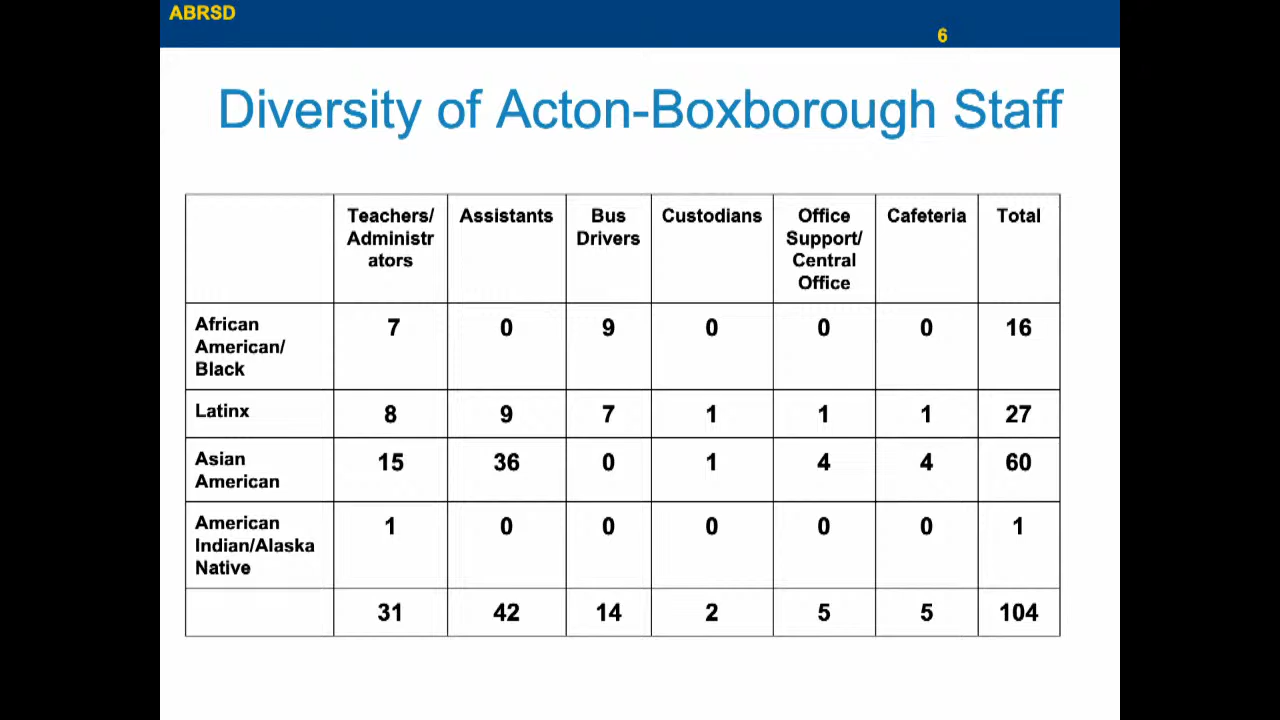 ABRSD
6
Diversity of Acton-Boxborough Staff
Teachers/ Assistants Bus Custodians Office Cafeteria Total
Administr Drivers Support/
ators Central
Office
African 7 0 9 0 0 0 16
American/
Black
Latinx 8 9 7 1 1 1 27
Asian 15 36 0 1 4 4 60
American
American 1 0 0 0 0 0 1
Indian/Alaska
Native
31 42 14 2 5 5 104